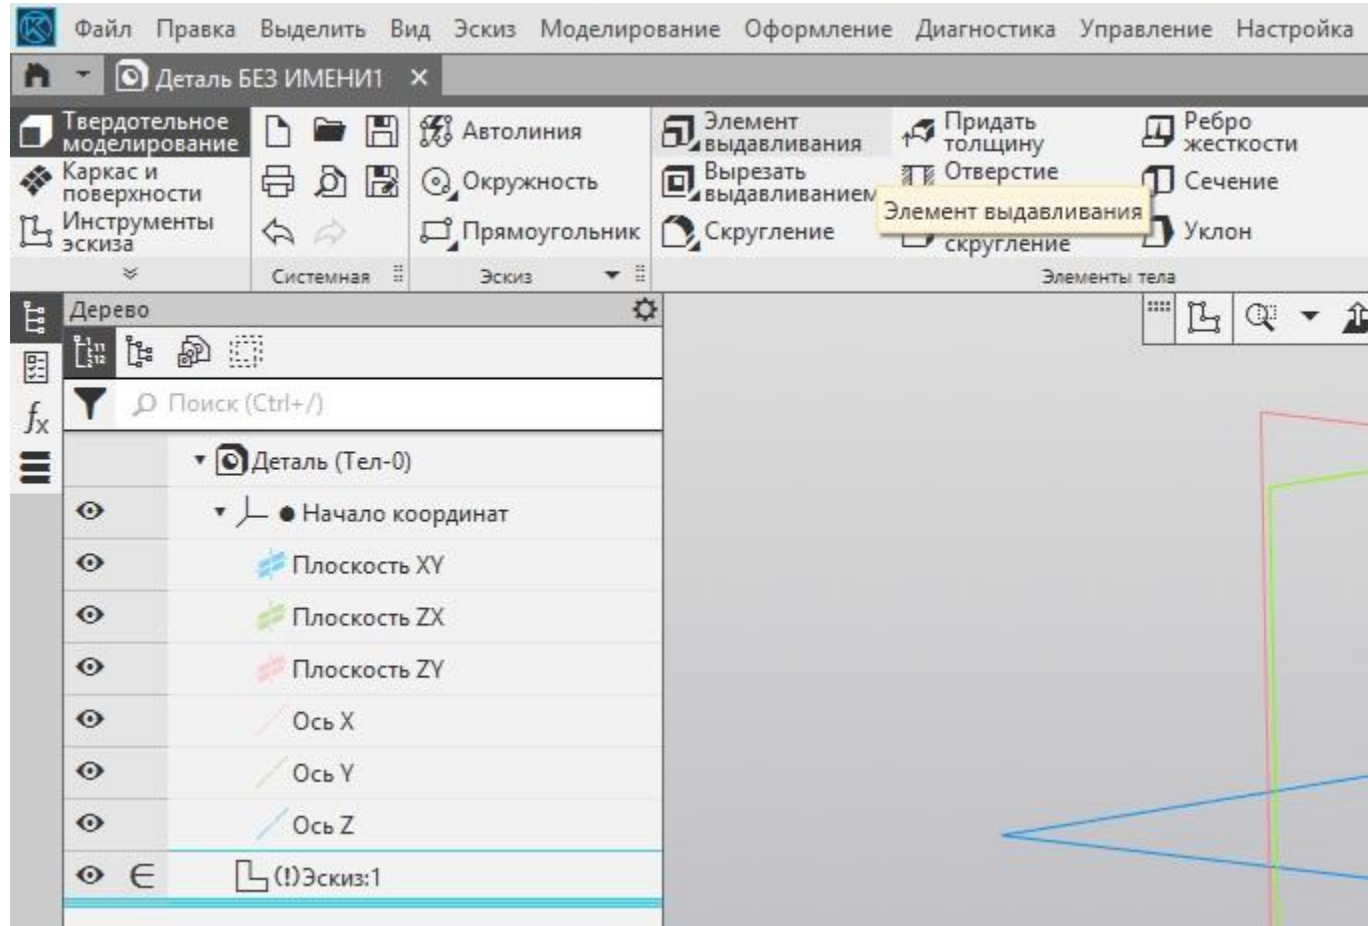 Файл Правка Выделить Вид Эскиз Моделирование Оформление Диагностика Управление Настройка
Деталь БЕЗ ИМЕНИ1
Твердотельное
моделирование
Каркас и
поверхности
Инструменты
эскиза
Системная
Автолиния
Окружность
Прямоугольник
Эскиз
Элемент
выдавливания
Вырезать
выдавливанием
Скругление
Придать
толщину
Отверстие
Элемент выдавливания
скругление
Ребро
жесткости
Сечение
Уклон
Элементы тела
Дерево
Поиск (Ctrl+/)
Деталь (Тел-0)
Начало координат
Плоскость XY
Плоскость ZX
Плоскость ZY
Ось X
Ось Y
Ось Z
(!)Эскиз:1